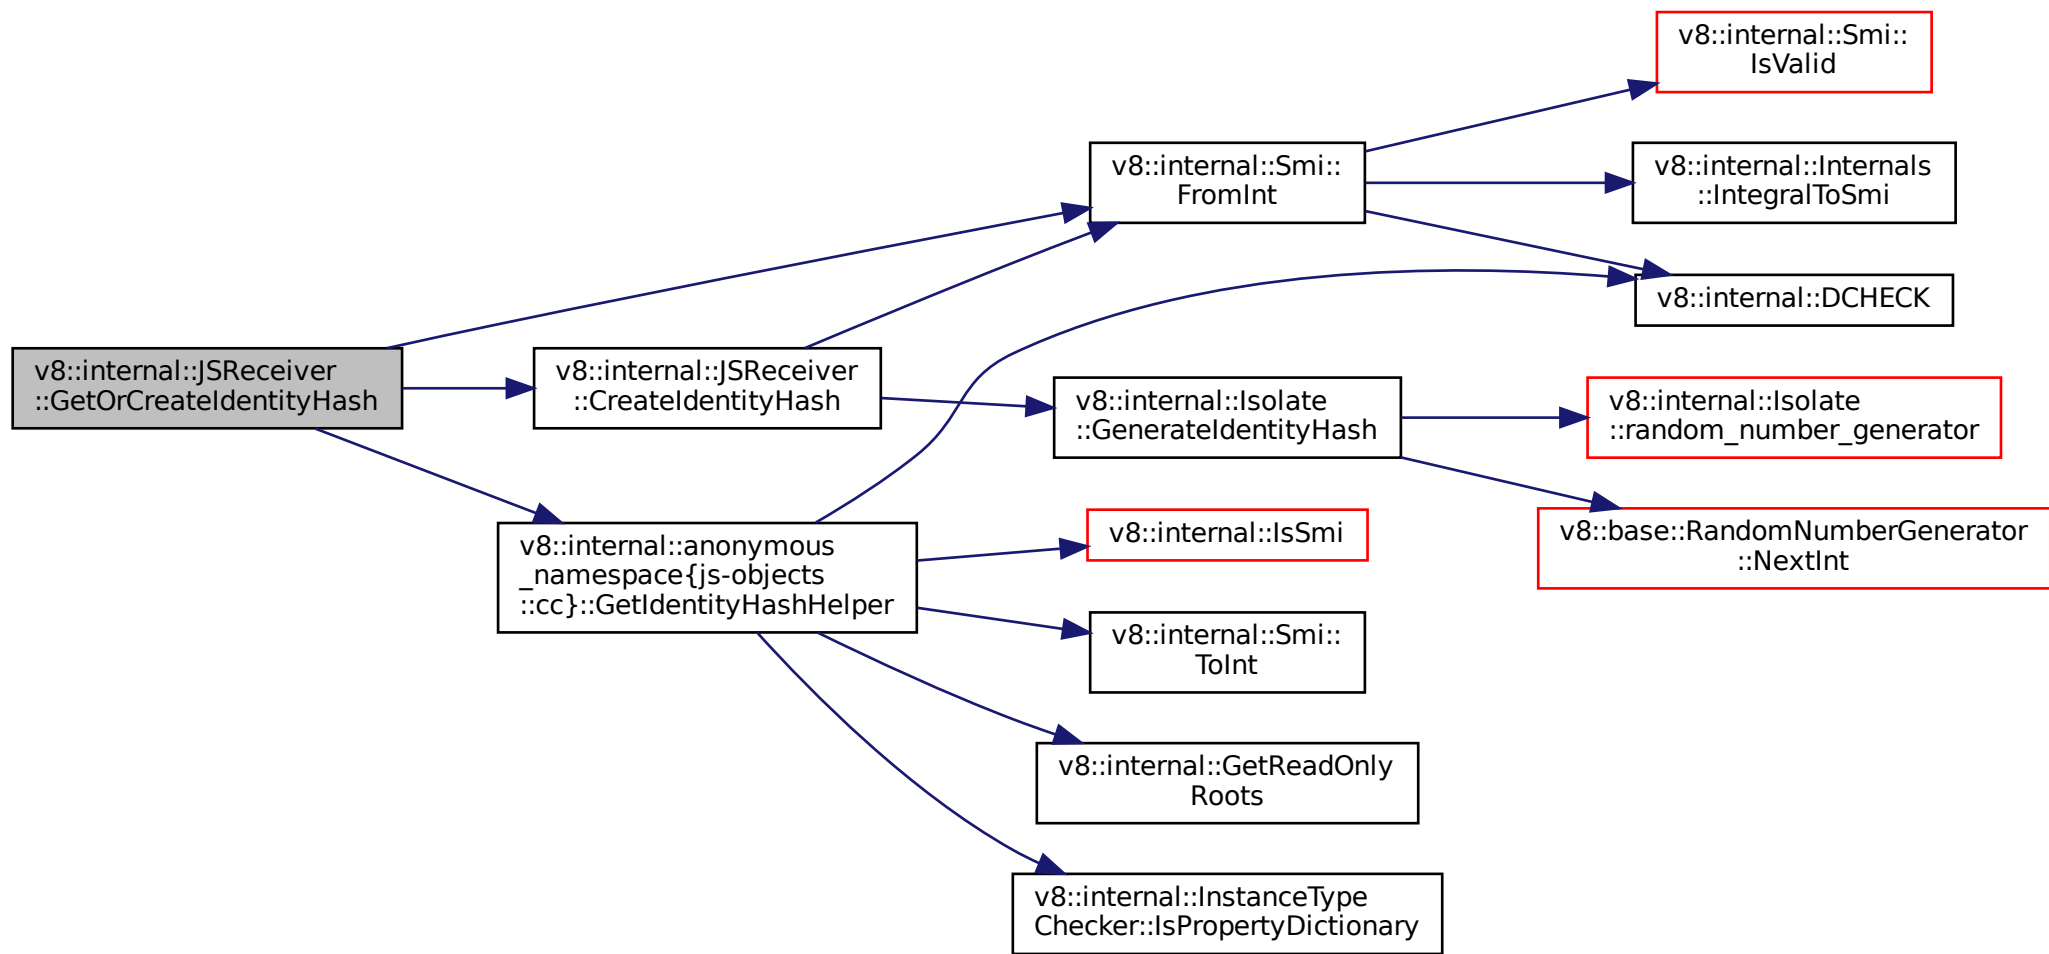 v8::internal::JSReceiver
::GetOrCreateIdentityHash
v8::internal::JSReceiver
::CreateIdentityHash
v8::internal::anonymous
_namespace{js-objects
::cc}::GetIdentityHashHelper
v8::internal::Smi::
FromInt
v8::internal::Isolate
::GenerateIdentityHash
v8::internal::IsSmi
v8::internal::Smi::
ToInt
v8::internal::GetReadOnly
Roots
v8::internal::InstanceType
Checker::IsPropertyDictionary
v8::internal::Smi::
IsValid
v8::internal::Internals
::IntegralToSmi
v8::internal::DCHECK
v8::internal::Isolate
::random_number_generator
v8::base::RandomNumberGenerator
::NextInt